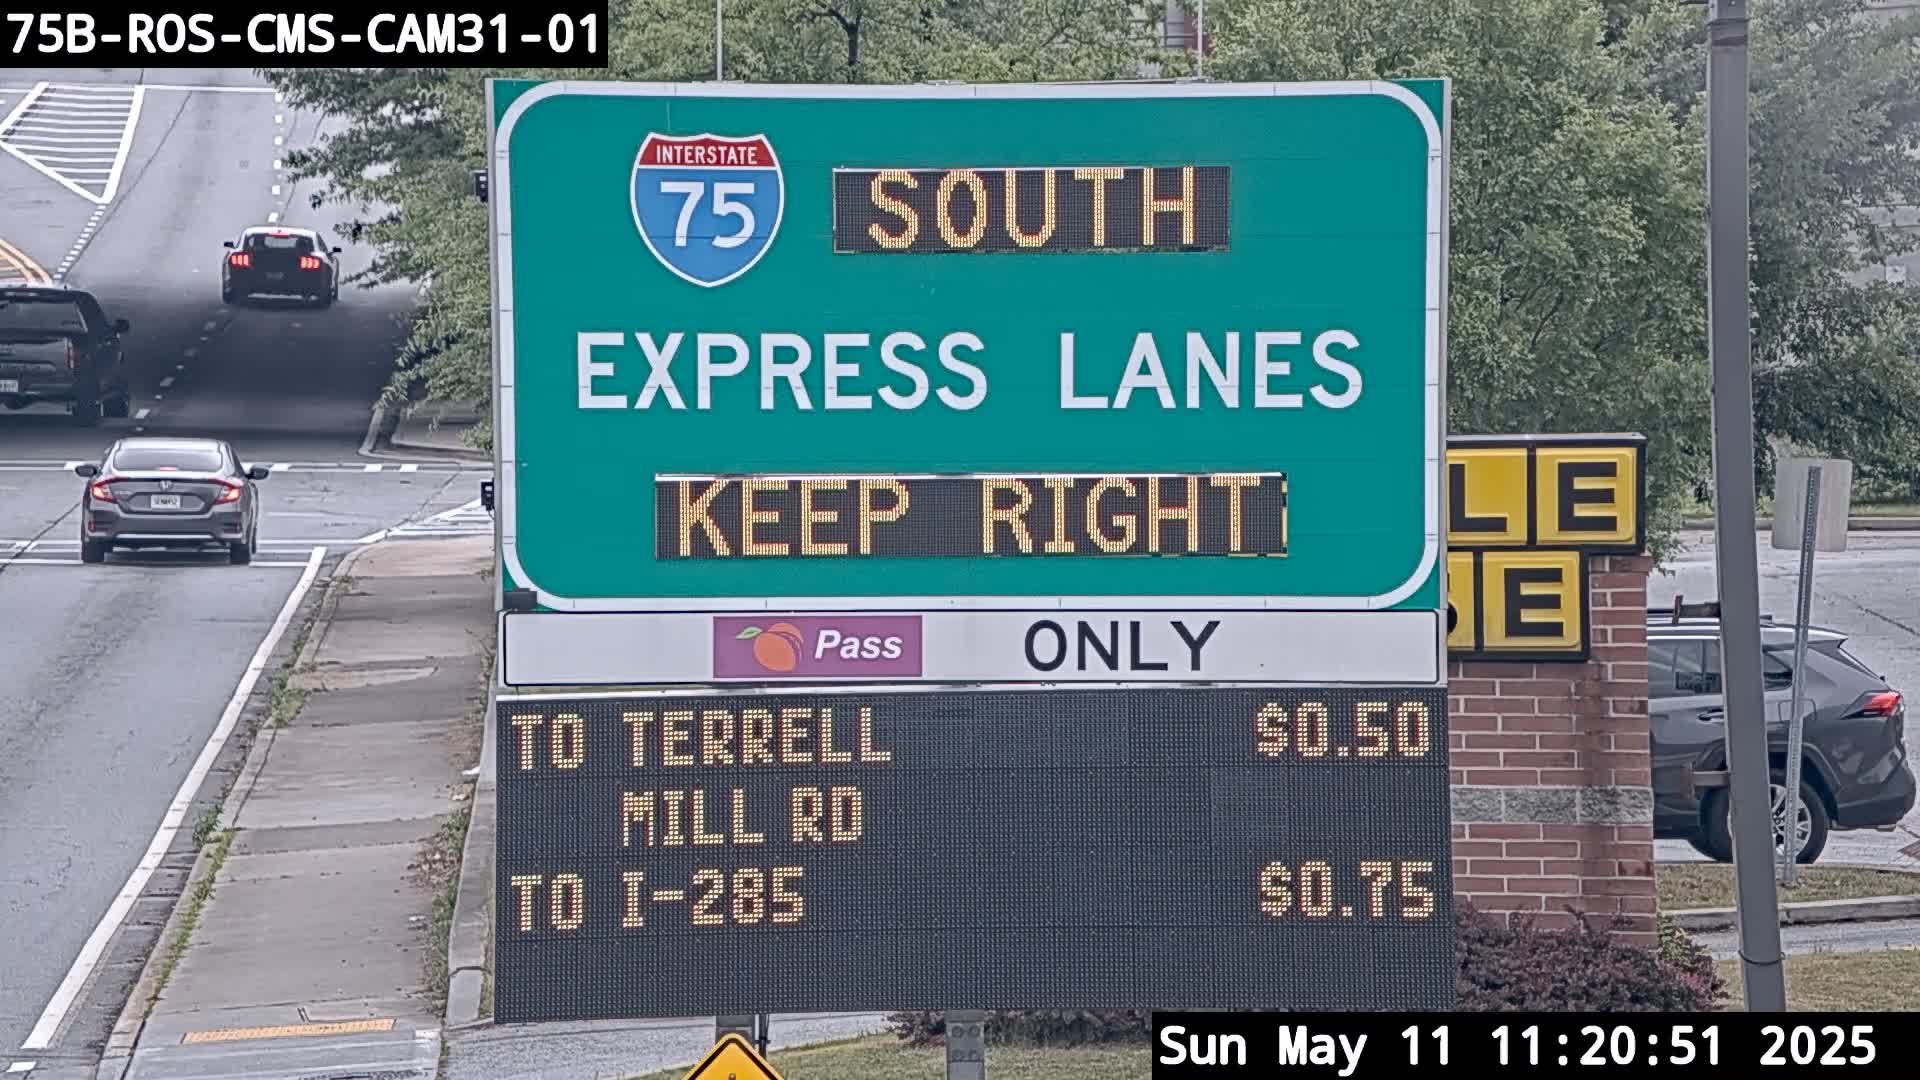 75B-ROS-CMS-CAM31-01
INTERSTATE
75
SOUTH
EXPRESS LANES
KEEP RIGHT
Pass ONLY
TO TERRELL $0.50
MILL RD
TO I-285 $0.75
LE
E
Sun May 11 11:20:51 2025